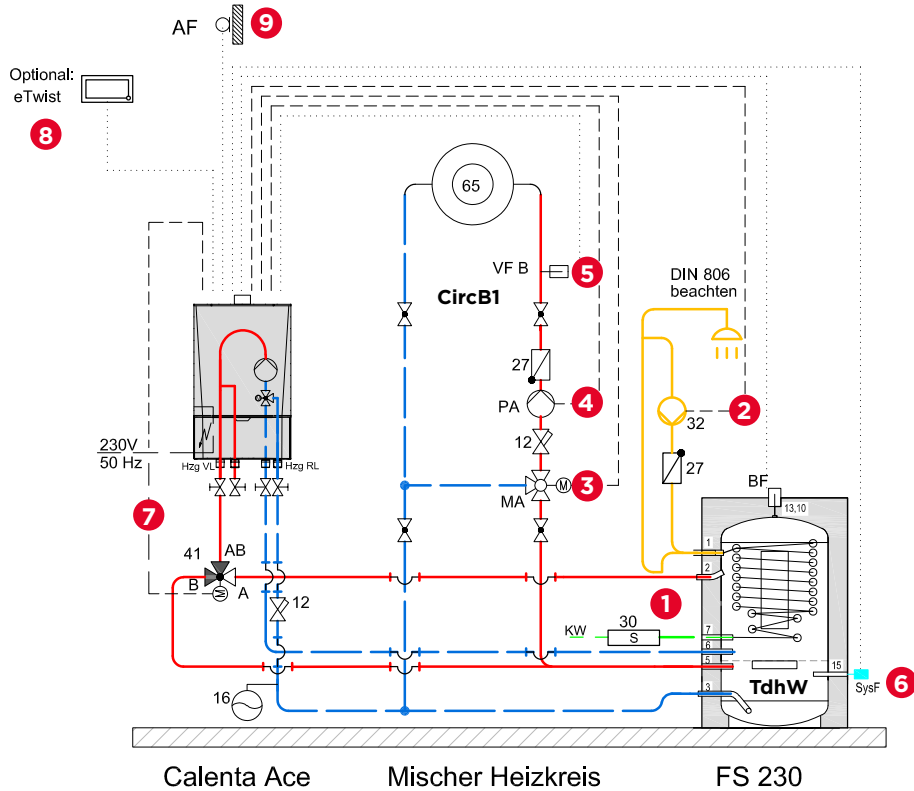 AF
9
Optional:
eTwist
8
65
VF B
5
CircB1
DIN 806
beachten
27
PA
4
32
2
12
27
230V
50 Hz
Hzg VL
Hzg RL
MA
M
3
BF
13,10
7
41
AB
B
M
A
12
1
2
1
30
KW
S
7
6
5
15
TdhW
SysF
6
16
3
Calenta Ace
Mischer Heizkreis
FS 230